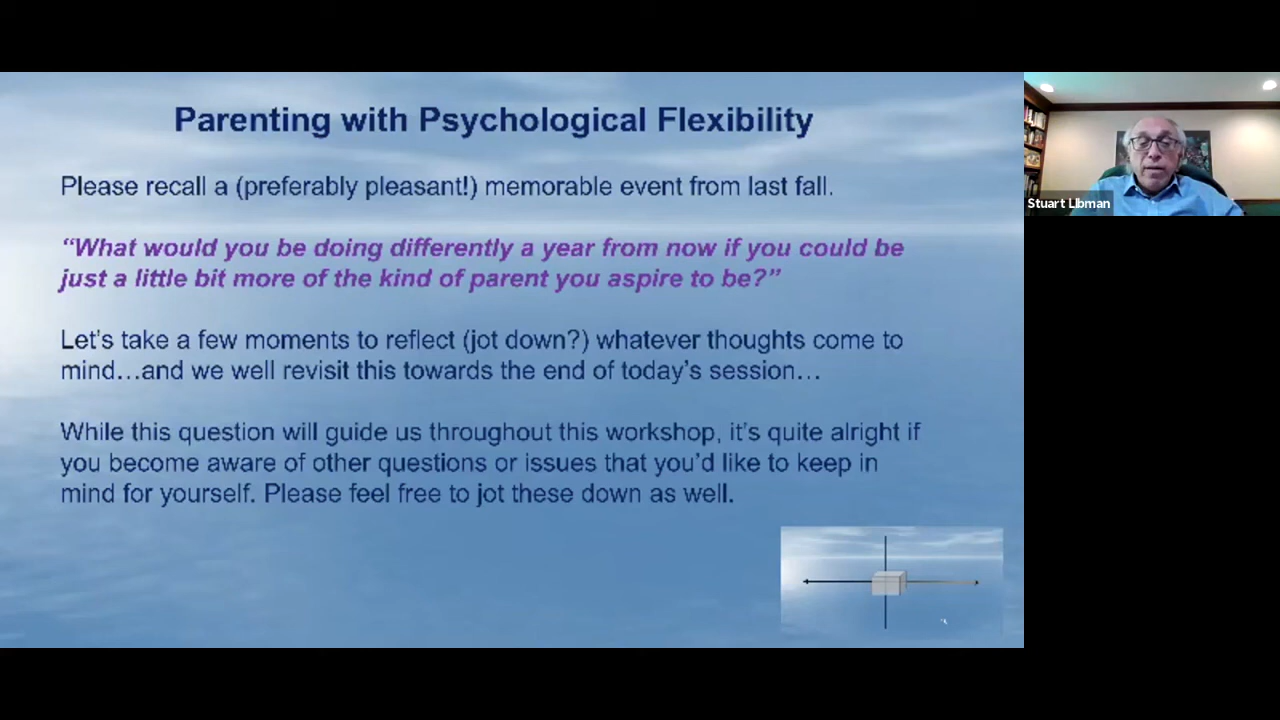 Parenting with Psychological Flexibility
Please recall a (preferably pleasant!) memorable event from last fall.
“What would you be doing differently a year from now if you could be
just a little bit more of the kind of parent you aspire to be?”
Let’s take a few moments to reflect (jot down?) whatever thoughts come to
mind…and we well revisit this towards the end of today’s session…
While this question will guide us throughout this workshop, it’s quite alright if
you become aware of other questions or issues that you’d like to keep in
mind for yourself. Please feel free to jot these down as well.
Stuart Libman